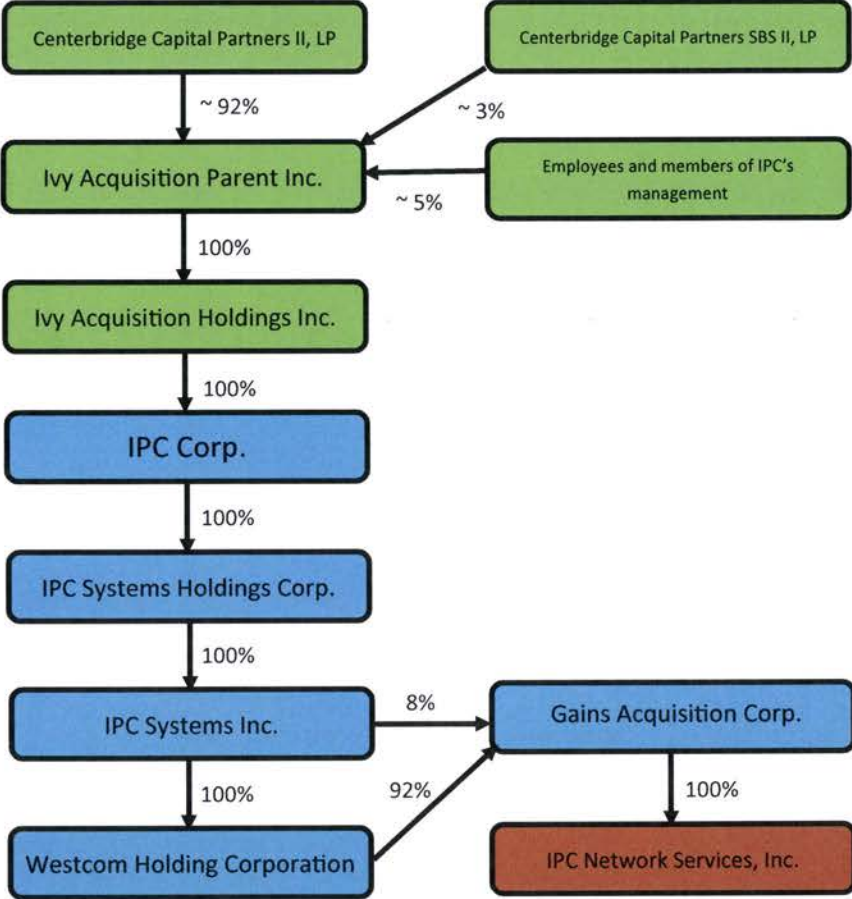 Centerbridge Capital Partners II, LP
Centerbridge Capital Partners SBS II, LP
~ 92%
~ 3%
Ivy Acquisition Parent Inc.
Employees and members of IPC's
management
~ 5%
100%
Ivy Acquisition Holdings Inc.
100%
IPC Corp.
100%
IPC Systems Holdings Corp.
100%
IPC Systems Inc.
8%
Gains Acquisition Corp.
100%
92%
100%
Westcom Holding Corporation
IPC Network Services, Inc.